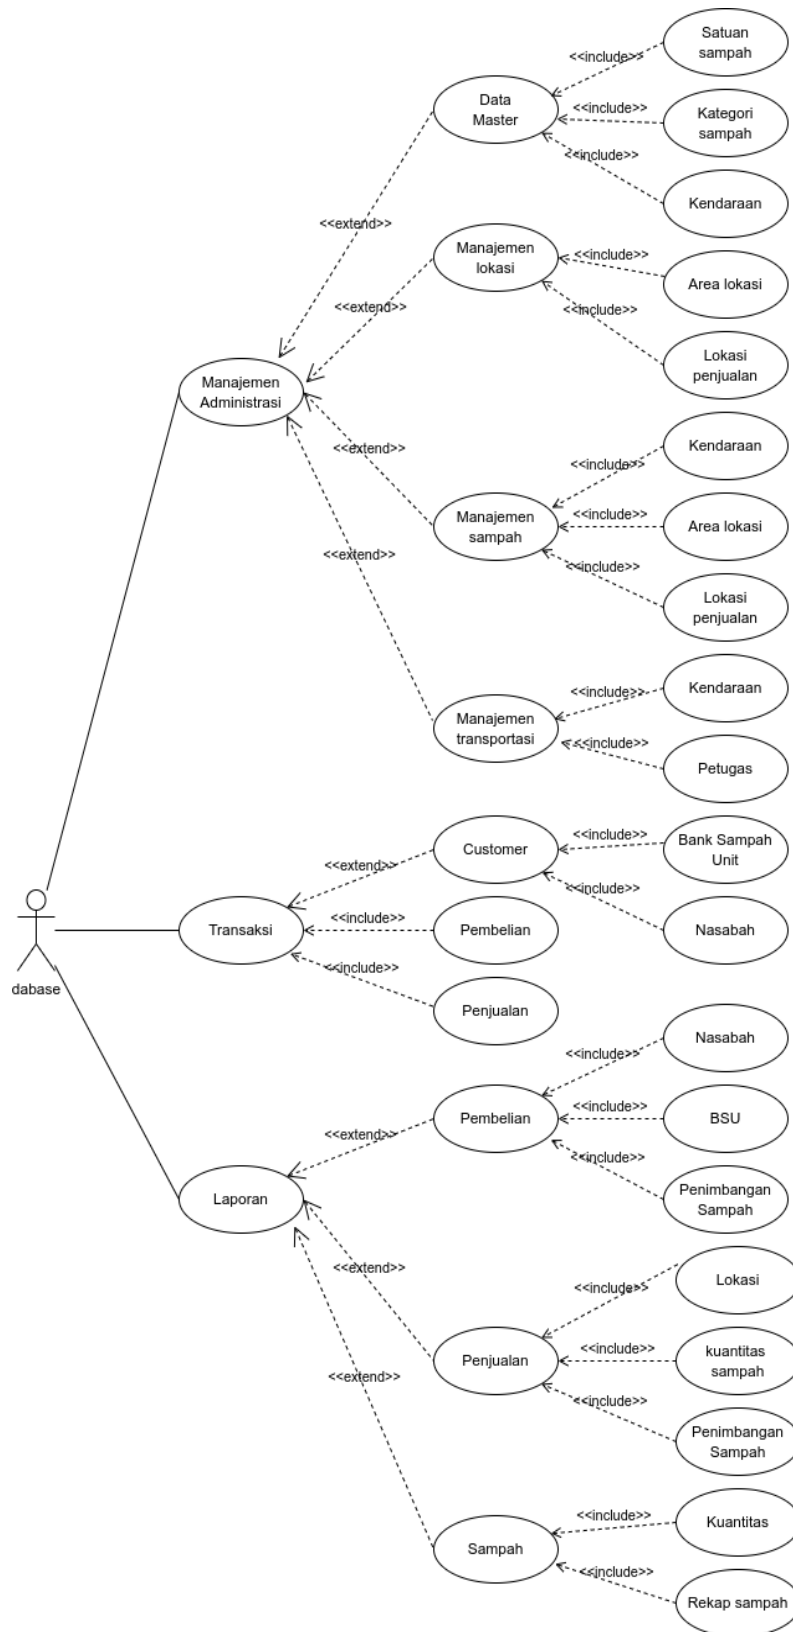 Satuan
sampah
<<include>>
Data
Master
<<include>>
Kategori
sampah
<<include>>
Kendaraan
<<extend>>
Manajemen
lokasi
<<include>>
Area lokasi
<<extend>>
<<include>>
Lokasi
penjualan
Manajemen
Administrasi
<<extend>>
Kendaraan
<<include>>
Manajemen
sampah
<<include>>
Area lokasi
<<extend>>
<<include>>
Lokasi
penjualan
Kendaraan
<<include>>
Manajemen
transportasi
<<include>>
Petugas
Customer
<<include>>
Bank Sampah
Unit
<<extend>>
<<include>>
Transaksi
<<include>>
Pembelian
Nasabah
<<include>>
Penjualan
dabase
Nasabah
<<include>>
Pembelian
<<include>>
BSU
<<extend>>
<<include>>
Penimbangan
Sampah
Laporan
<<extend>>
Lokasi
<<include>>
Penjualan
<<include>>
kuantitas
sampah
<<extend>>
<<include>>
Penimbangan
Sampah
<<include>>
Kuantitas
Sampah
<<include>>
Rekap sampah